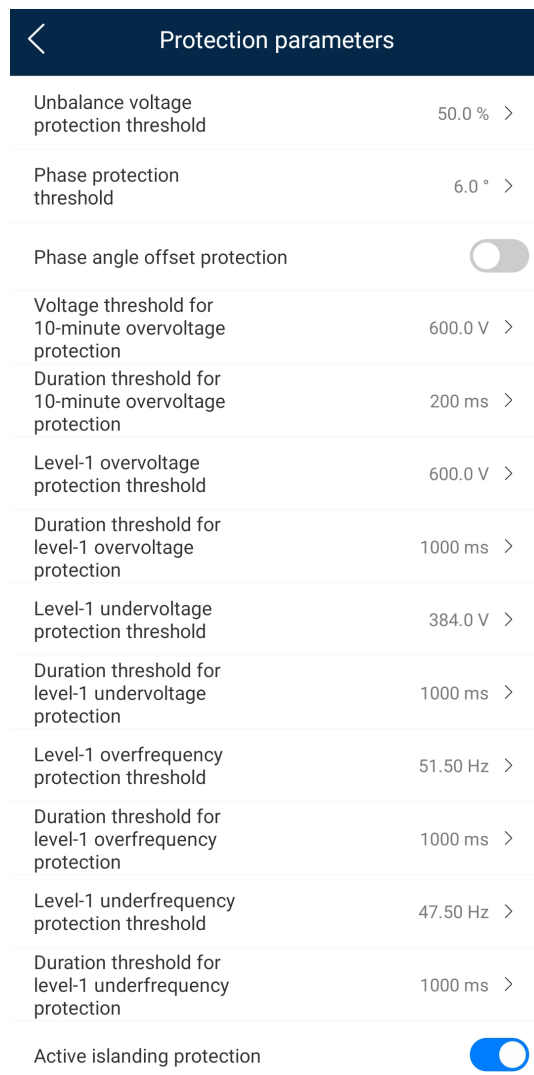 Protection parameters
Unbalance voltage
protection threshold
50.0 %
Phase protection
threshold
6.0 °
Phase angle offset protection
Voltage threshold for
10-minute overvoltage
protection
600.0 V
Duration threshold for
10-minute overvoltage
protection
200 ms
Level-1 overvoltage
protection threshold
600.0 V
Duration threshold for
level-1 overvoltage
protection
1000 ms
Level-1 undervoltage
protection threshold
384.0 V
Duration threshold for
level-1 undervoltage
protection
1000 ms
Level-1 overfrequency
protection threshold
51.50 Hz
Duration threshold for
level-1 overfrequency
protection
1000 ms
Level-1 underfrequency
protection threshold
47.50 Hz
Duration threshold for
level-1 underfrequency
protection
1000 ms
Active islanding protection